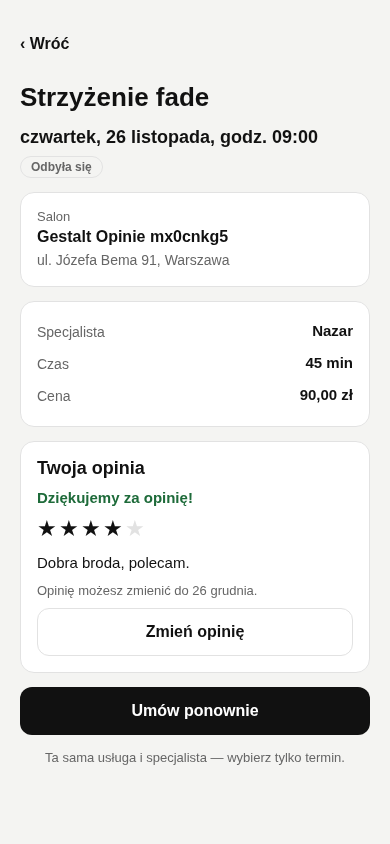 ‹ Wróć
Strzyżenie fade
czwartek, 26 listopada, godz. 09:00
Odbyła się
Salon
Gestalt Opinie mx0cnkg5
ul. Józefa Bema 91, Warszawa
Specjalista Nazar
Czas 45 min
Cena 90,00 zł
Twoja opinia
Dziękujemy za opinię!
★★★★★
Dobra broda, polecam.
Opinię możesz zmienić do 26 grudnia.
Zmień opinię
Umów ponownie
Ta sama usługa i specjalista — wybierz tylko termin.